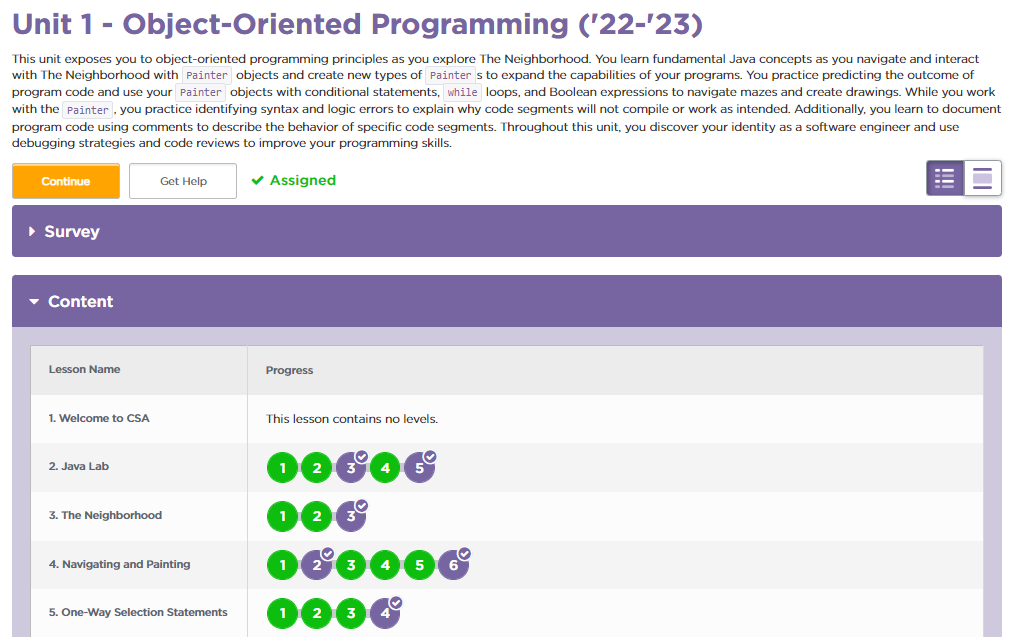 Unit 1 - Object-Oriented Programming ('22-'23)
This unit exposes you to object-oriented programming principles as you explore The Neighborhood. You learn fundamental Java concepts as you navigate and interact
with The Neighborhood with Painter objects and create new types of Painter s to expand the capabilities of your programs. You practice predicting the outcome of
program code and use your Painter objects with conditional statements, while loops, and Boolean expressions to navigate mazes and create drawings. While you work
with the Painter , you practice identifying syntax and logic errors to explain why code segments will not compile or work as intended. Additionally, you learn to document
program code using comments to describe the behavior of specific code segments. Throughout this unit, you discover your identity as a software engineer and use
debugging strategies and code reviews to improve your programming skills.
Continue Get Help Assigned
Survey
Content
Lesson Name Progress
1. Welcome to CSA This lesson contains no levels.
2. Java Lab 1 2 3 4 5
3. The Neighborhood 1 2 3
4. Navigating and Painting 1 2 3 4 5 6
5. One-Way Selection Statements 1 2 3 4